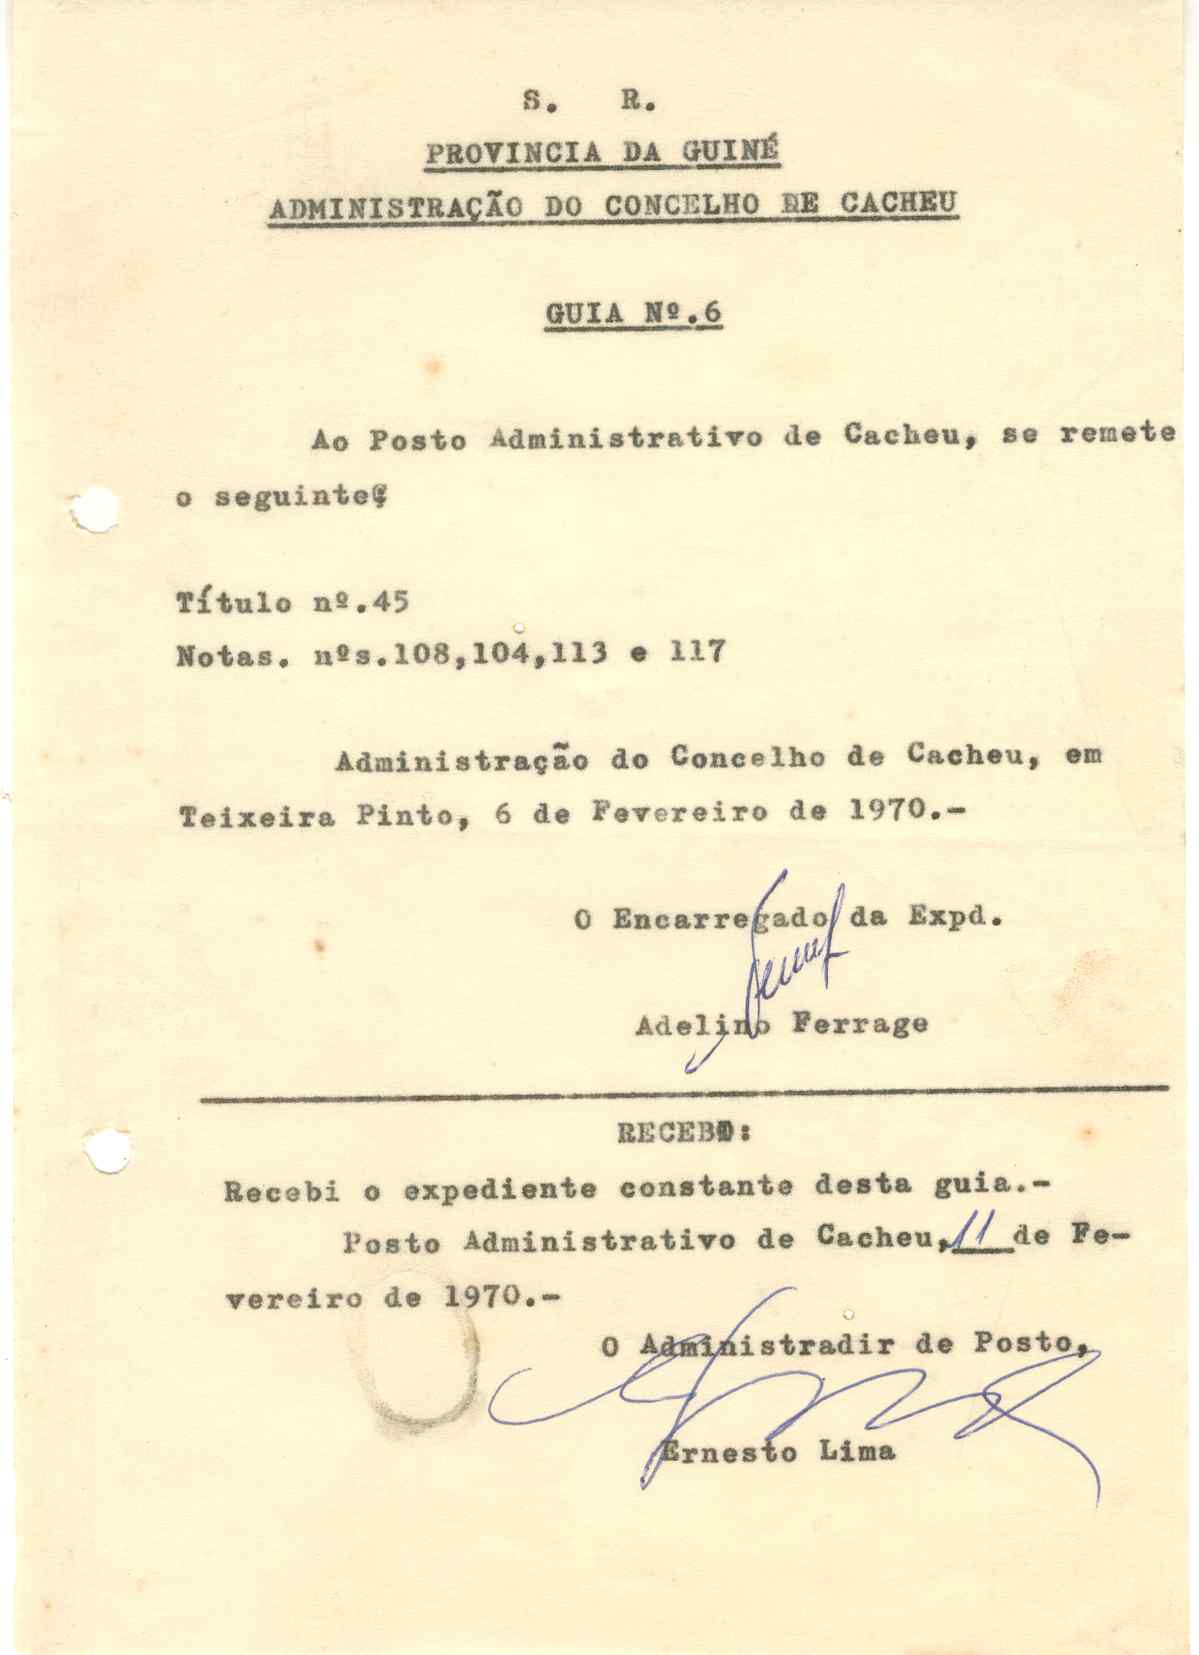 S. R.
PROVINCIA DA GUINÉ
ADMINISTRAÇÃO DO CONCELHO DE CACHEU
GUIA Nº.6
Ao Posto Administrativo de Cacheu, se remete
o seguinte:
Título nº.45
Notas. nºs.108,104,113 e 117
Administração do Concelho de Cacheu, em
Teixeira Pinto, 6 de Fevereiro de 1970.-
O Encarregado da Expd.
Adelino Ferrage
RECEBO:
Recebi o expediente constante desta guia.-
Posto Administrativo de Cacheu, 11 de Fe-
vereiro de 1970.-
O Administradir de Posto,
Ernesto Lima